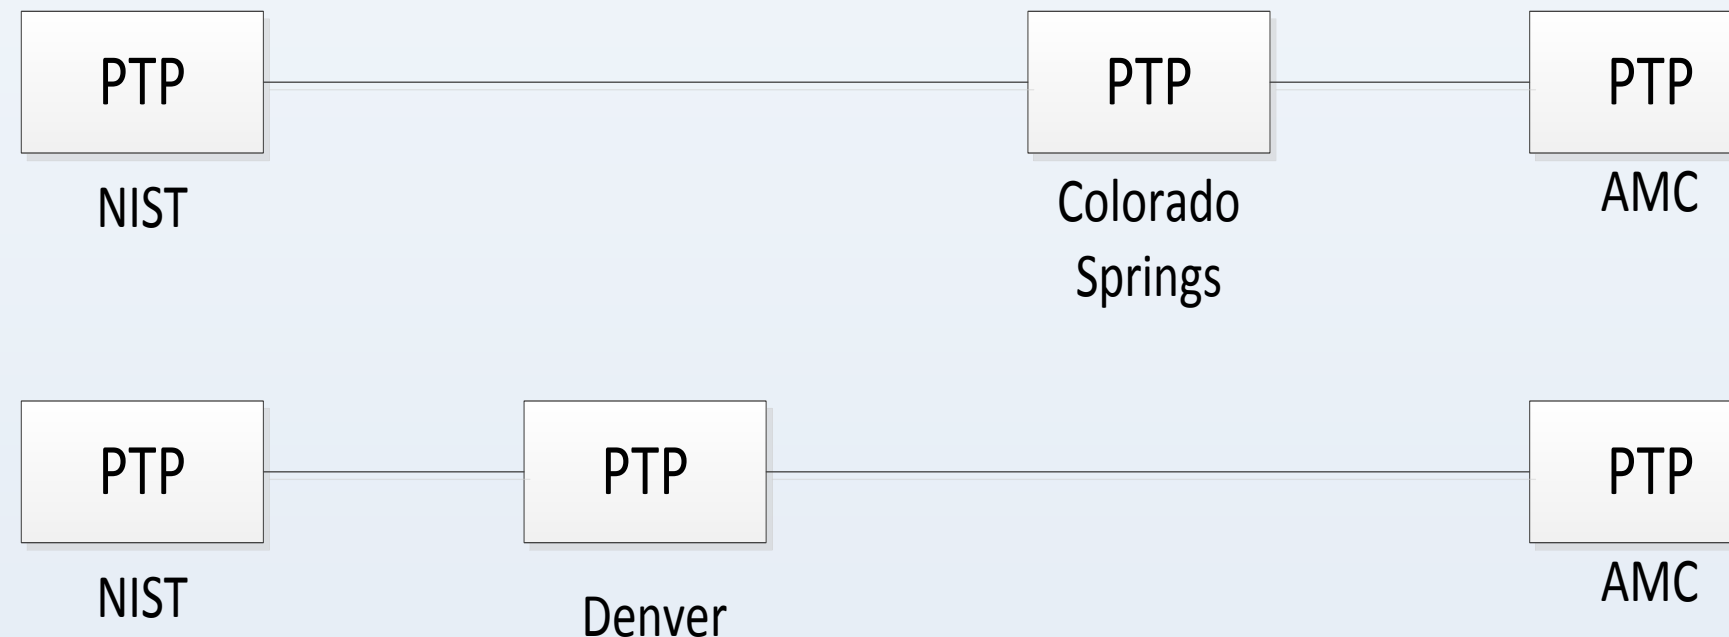 PTP PTP PTP
NIST Colorado AMC
Springs
PTP PTP PTP
NIST Denver AMC